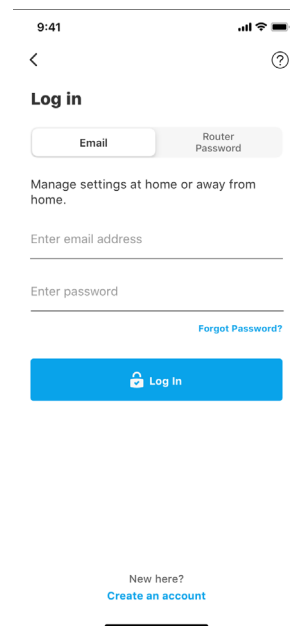 9:41
?
Log in
Email
Router
Password
Manage settings at home or away from
home.
Enter email address
Enter password
Forgot Password?
Log In
New here?
Create an account